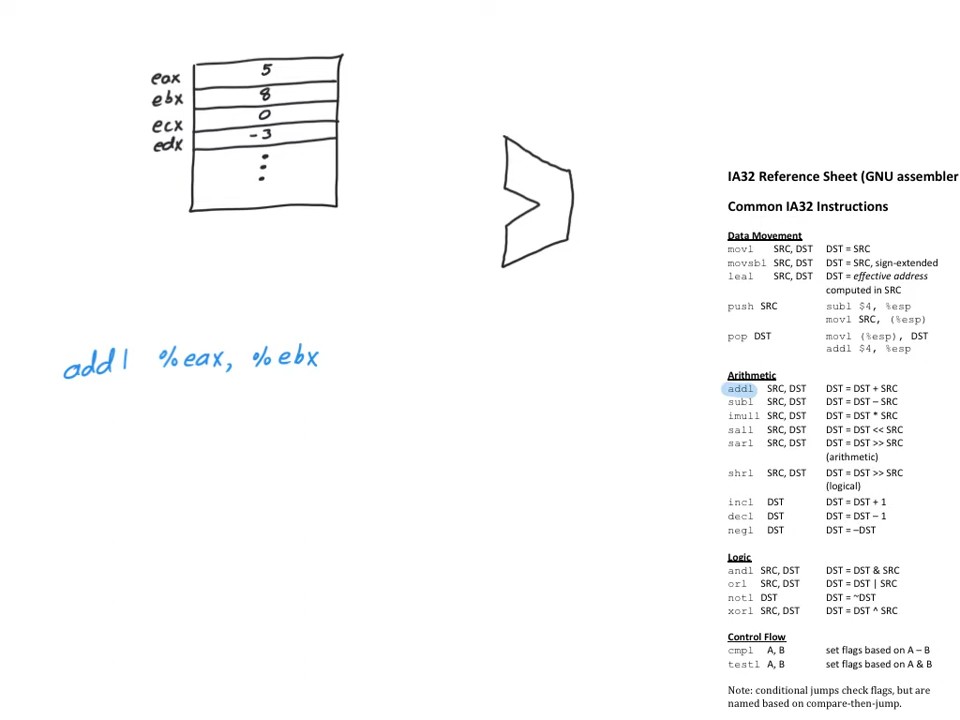 eax 5
ebx 8
ecx 0
edx -3
addl %eax, %ebx
IA32 Reference Sheet (GNU assembler
Common IA32 Instructions
Data Movement
movl SRC, DST DST = SRC
movsbl SRC, DST DST = SRC, sign-extended
leal SRC, DST DST = effective address
computed in SRC
push SRC subl $4, %esp
movl SRC, (%esp)
pop DST movl (%esp), DST
addl $4, %esp
Arithmetic
addl SRC, DST DST = DST + SRC
subl SRC, DST DST = DST – SRC
imull SRC, DST DST = DST * SRC
sall SRC, DST DST = DST << SRC
sarl SRC, DST DST = DST >> SRC
(arithmetic)
shrl SRC, DST DST = DST >> SRC
(logical)
incl DST DST = DST + 1
decl DST DST = DST – 1
negl DST DST = –DST
Logic
andl SRC, DST DST = DST & SRC
orl SRC, DST DST = DST | SRC
notl DST DST = ~DST
xorl SRC, DST DST = DST ^ SRC
Control Flow
cmpl A, B set flags based on A – B
testl A, B set flags based on A & B
Note: conditional jumps check flags, but are
named based on compare-then-jump.